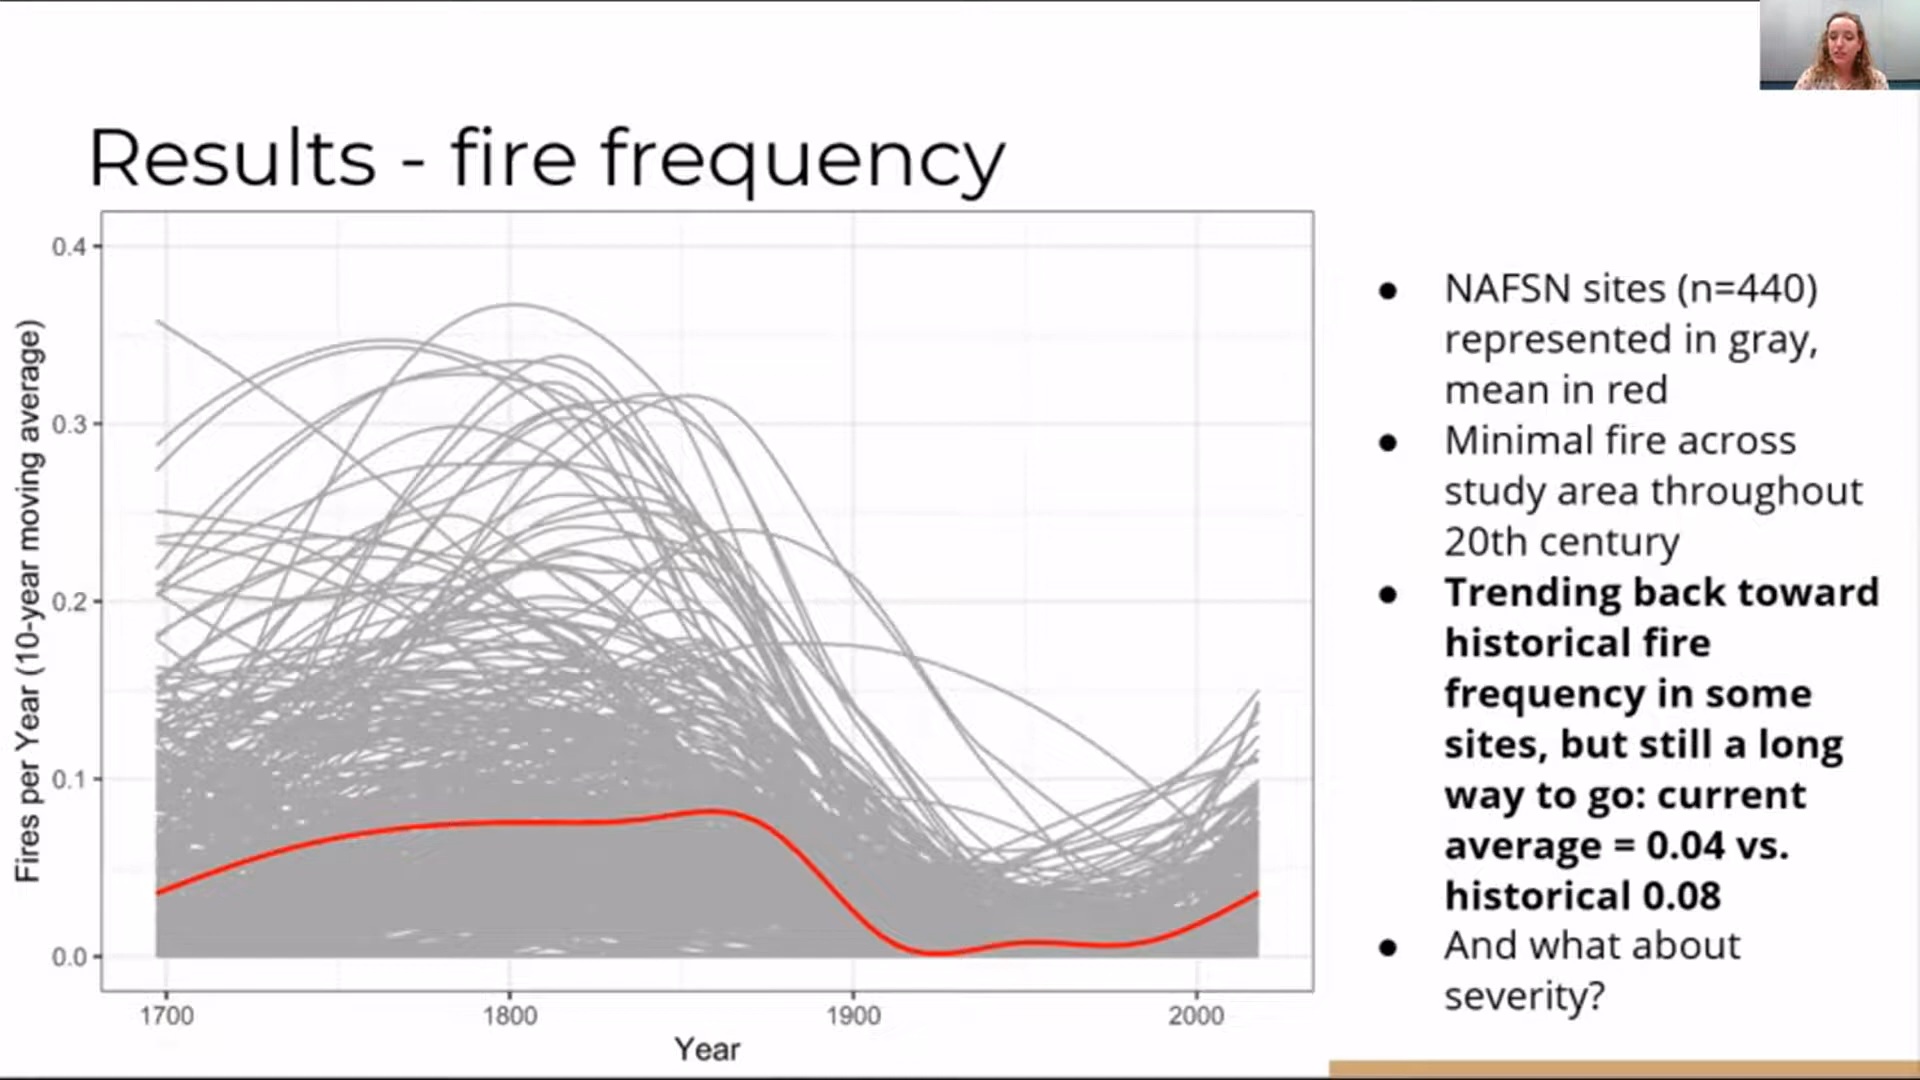 Results - fire frequency
0.4
0.3
0.2
0.1
0.0
Fires per Year (10-year moving average)
1700
1800
1900
2000
Year
● NAFSN sites (n=440)
represented in gray,
mean in red
● Minimal fire across
study area throughout
20th century
● Trending back toward
historical fire
frequency in some
sites, but still a long
way to go: current
average = 0.04 vs.
historical 0.08
● And what about
severity?